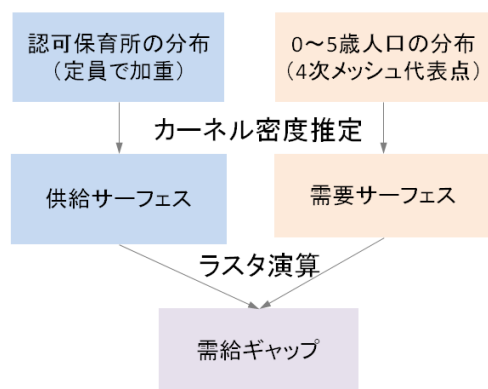 認可保育所の分布
（定員で加重）
0～5歳人口の分布
（4次メッシュ代表点）
カーネル密度推定
供給サーフェス
需要サーフェス
ラスタ演算
需給ギャップ